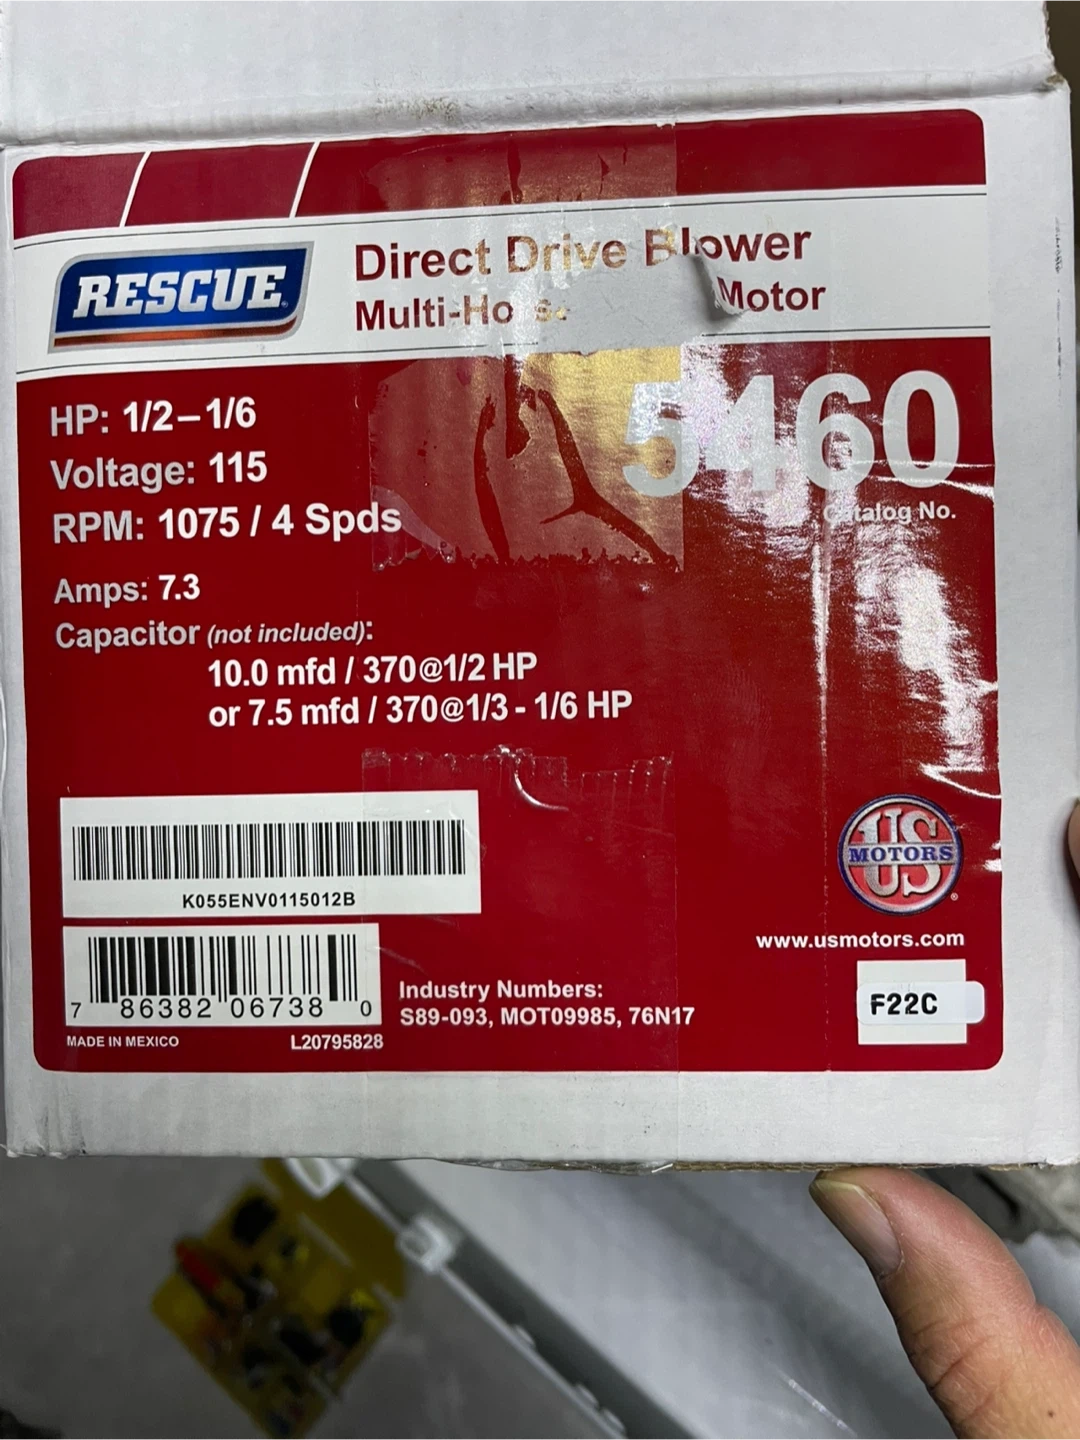 RESCUE
Direct Drive Blower
Motor
5460
Catalog No.
HP: 1/2–1/6
Voltage: 115
RPM: 1075 / 4 Spds
Amps: 7.3
Capacitor (not included):
10.0 mfd / 370@1/2 HP
or 7.5 mfd / 370@1/3 - 1/6 HP
K055ENV0115012B
7 86382 06738 0
MADE IN MEXICO
L20795828
Industry Numbers:
S89-093, MOT09985, 76N17
US
MOTORS
®
www.usmotors.com
F22C